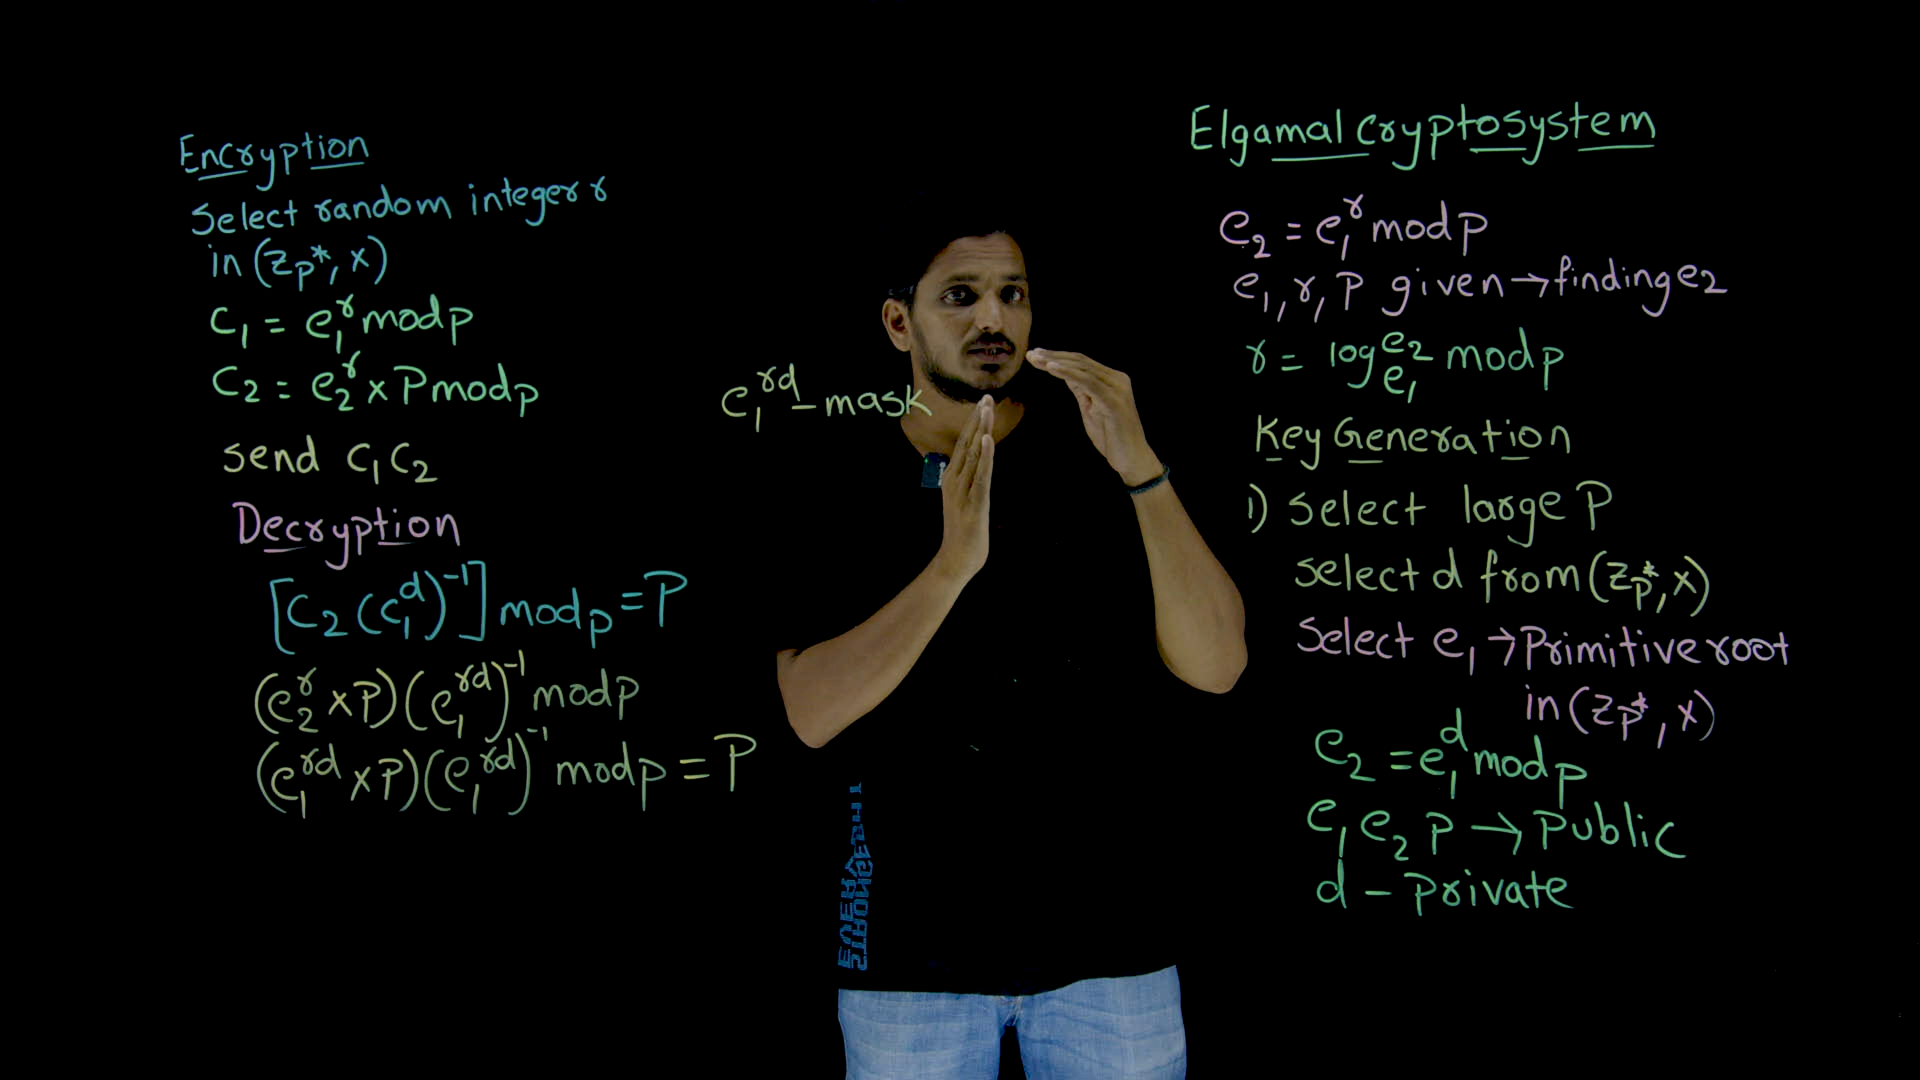 Encryption
Select random integer r
in (Zp*, x)
C1 = e1^r mod p
C2 = e2^r x P mod p
send C1 C2
Decryption
[C2 (C1^d)^-1] mod p = P
(e2^r x P)(e1^rd)^-1 mod p
(e1^rd x P)(e1^rd)^-1 mod p = P
e1^rd - mask
Elgamal Cryptosystem
e2 = e1^r mod p
e1, r, P given → finding e2
r = log e1 e2 mod p
Key Generation
1) Select large P
Select d from (Zp*, x)
Select e1 → Primitive root
in (Zp*, x)
e2 = e1^d mod p
e1 e2 P → Public
d - Private